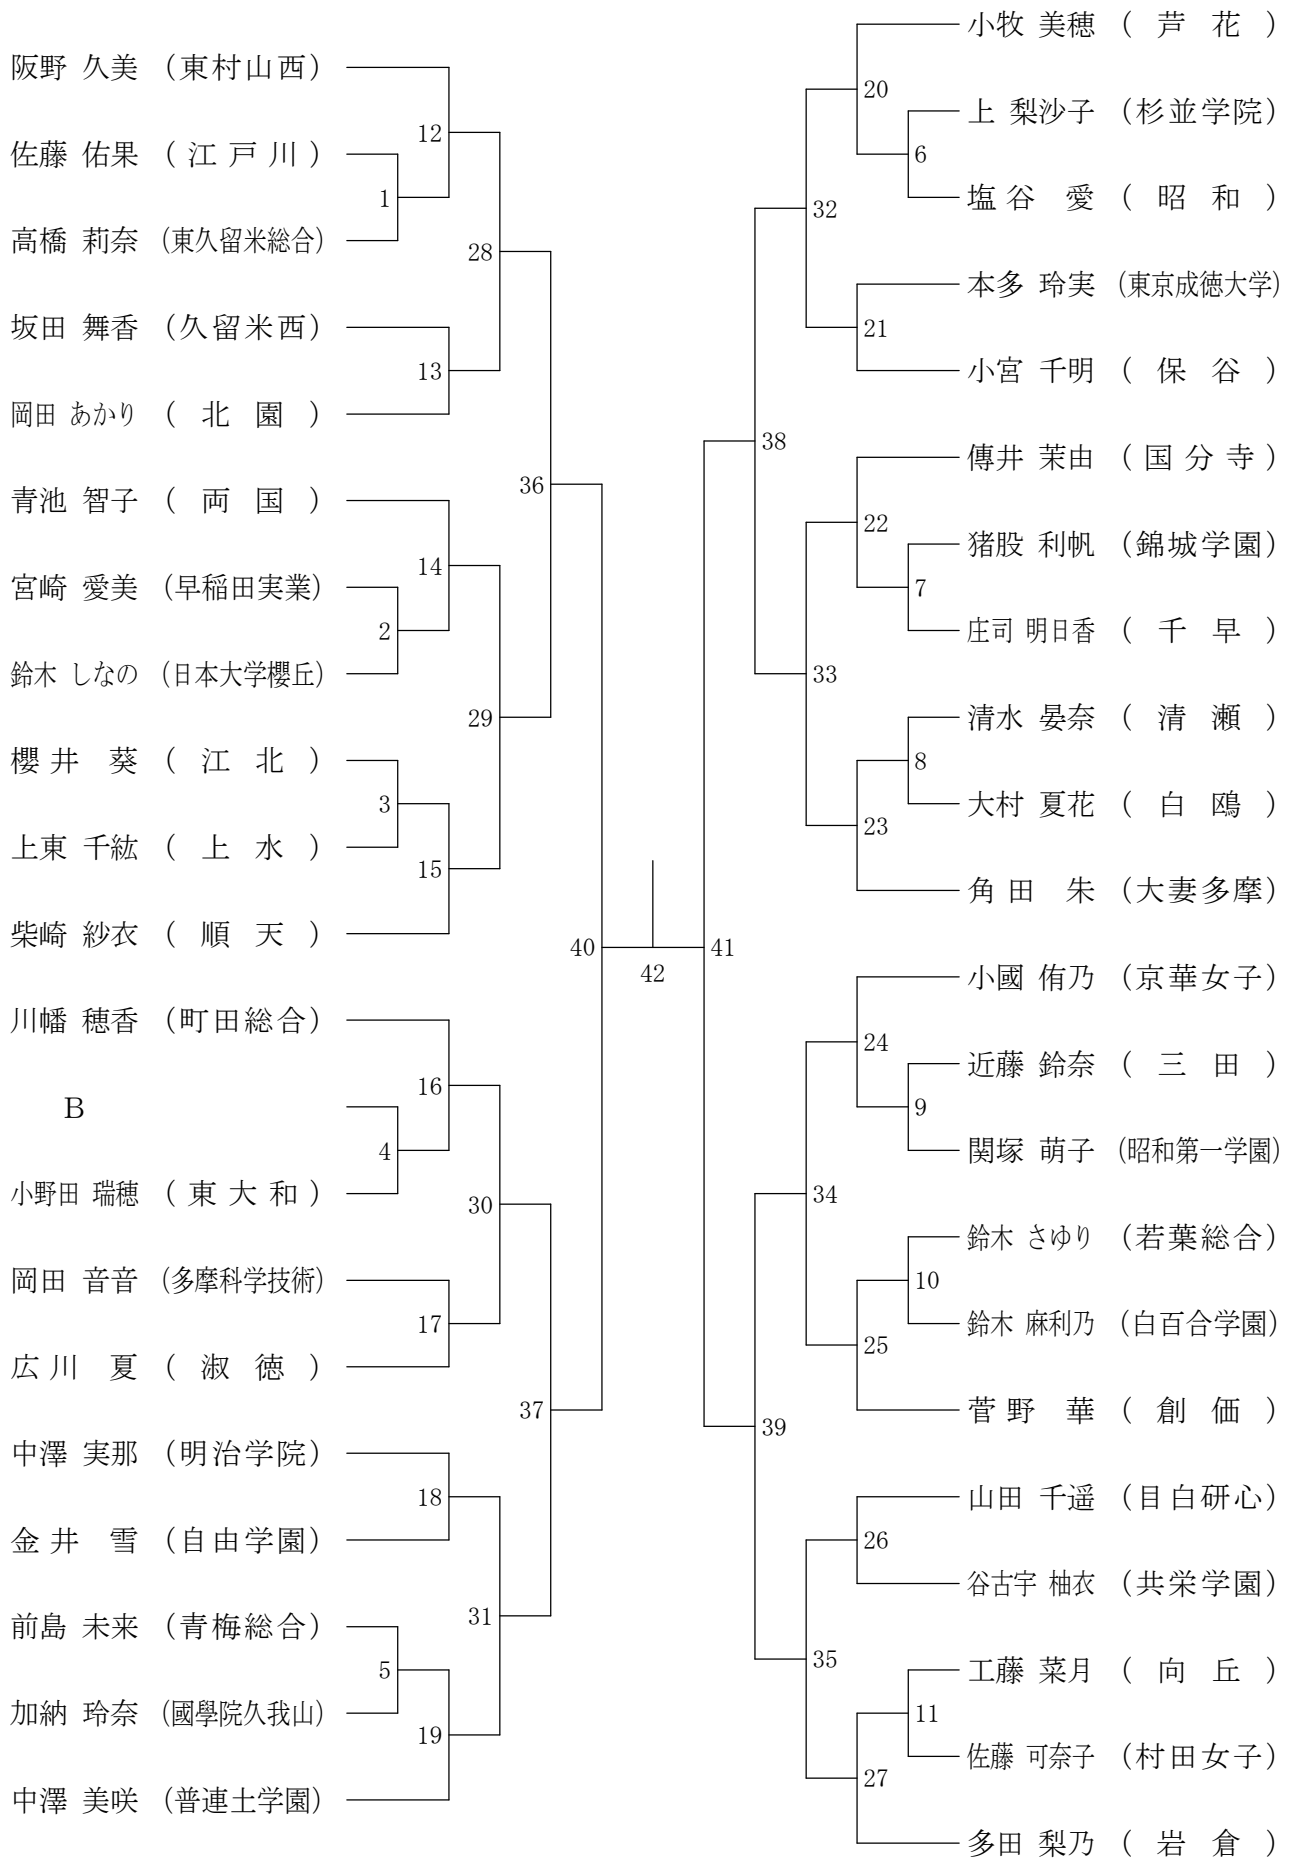 阪野 久美 （東村山西）
12
佐藤 佑果 （江戸川）
1
高橋 莉奈 （東久留米総合）
28
坂田 舞香 （久留米西）
13
岡田 あかり （北園）
36
青池 智子 （両国）
14
宮崎 愛美 （早稲田実業）
2
鈴木 しなの （日本大学櫻丘）
29
櫻井 葵 （江北）
3
上東 千紘 （上水）
15
柴崎 紗衣 （順天）
40
川幡 穂香 （町田総合）
16
B
4
小野田 瑞穂 （東大和）
30
岡田 音音 （多摩科学技術）
17
広川 夏 （淑徳）
37
中澤 実那 （明治学院）
18
金井 雪 （自由学園）
31
前島 未来 （青梅総合）
5
加納 玲奈 （國學院久我山）
19
中澤 美咲 （普連土学園）
42
小牧 美穂 （芦花）
20
上 梨沙子 （杉並学院）
6
塩谷 愛 （昭和）
32
本多 玲実 （東京成徳大学）
21
小宮 千明 （保谷）
38
傳井 茉由 （国分寺）
22
猪股 利帆 （錦城学園）
7
庄司 明日香 （千早）
33
清水 晏奈 （清瀬）
8
大村 夏花 （白鴎）
23
角田 朱 （大妻多摩）
41
小國 侑乃 （京華女子）
24
近藤 鈴奈 （三田）
9
関塚 萌子 （昭和第一学園）
34
鈴木 さゆり （若葉総合）
10
鈴木 麻利乃 （白百合学園）
25
菅野 華 （創価）
39
山田 千遥 （目白研心）
26
谷古宇 柚衣 （共栄学園）
35
工藤 菜月 （向丘）
11
佐藤 可奈子 （村田女子）
27
多田 梨乃 （岩倉）